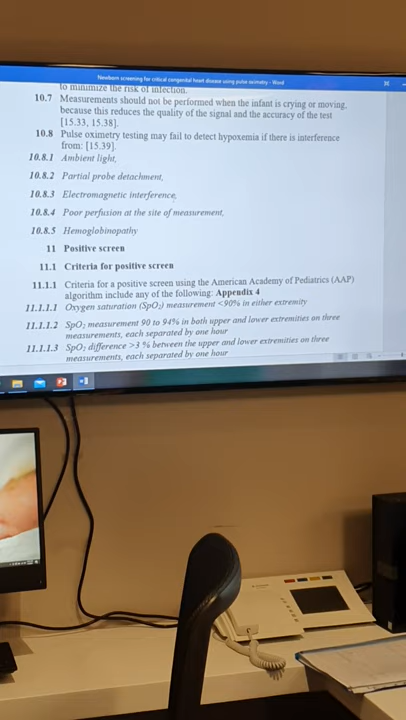 Newborn screening for critical congenital heart disease using pulse oximetry - Word
to minimize the risk of infection.
10.7 Measurements should not be performed when the infant is crying or moving,
because this reduces the quality of the signal and the accuracy of the test
[15.33, 15.38].
10.8 Pulse oximetry testing may fail to detect hypoxemia if there is interference
from: [15.39].
10.8.1 Ambient light,
10.8.2 Partial probe detachment,
10.8.3 Electromagnetic interference,
10.8.4 Poor perfusion at the site of measurement,
10.8.5 Hemoglobinopathy
11 Positive screen
11.1 Criteria for positive screen
11.1.1 Criteria for a positive screen using the American Academy of Pediatrics (AAP)
algorithm include any of the following: Appendix 4
11.1.1.1 Oxygen saturation (SpO₂) measurement <90% in either extremity
11.1.1.2 SpO₂ measurement 90 to 94% in both upper and lower extremities on three
measurements, each separated by one hour
11.1.1.3 SpO₂ difference >3 % between the upper and lower extremities on three
measurements, each separated by one hour